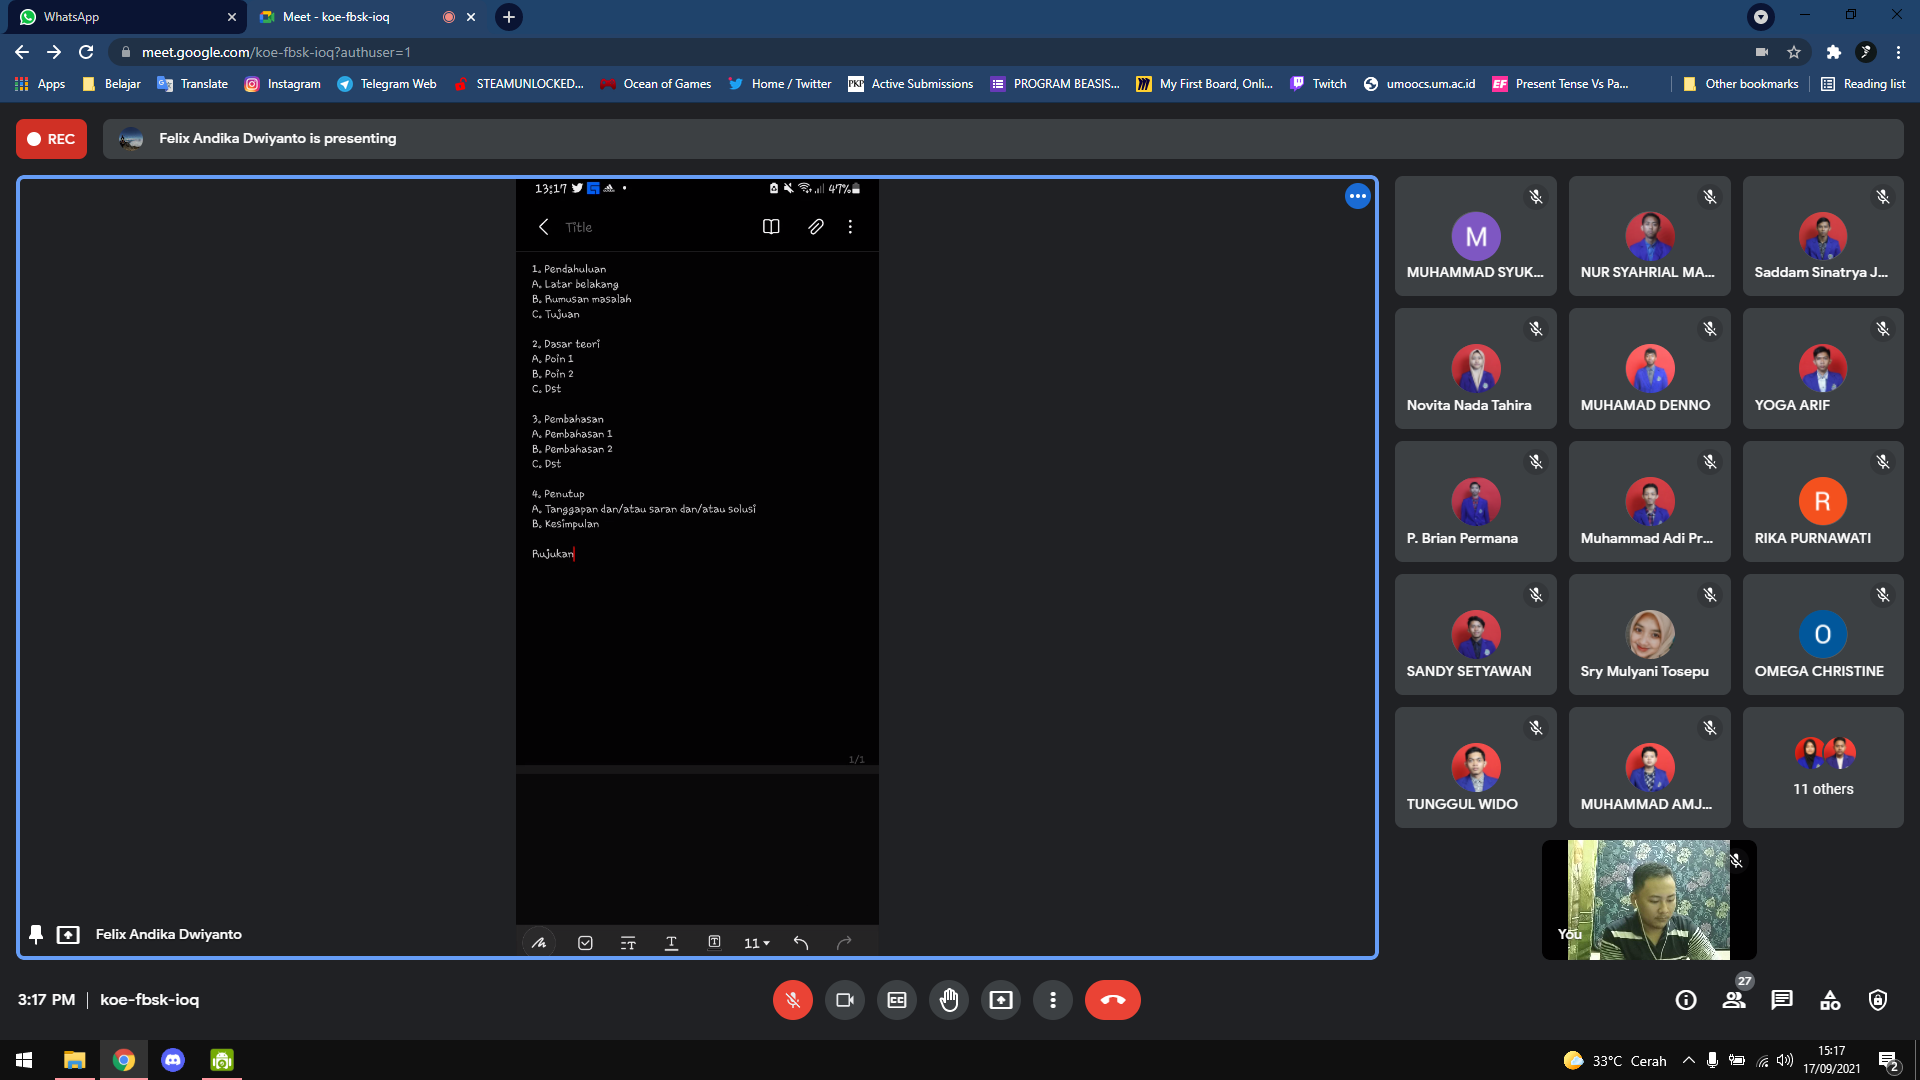 WhatsApp
Meet - koe-fbsk-ioq
meet.google.com/koe-fbsk-ioq?authuser=1
Apps
Belajar
Translate
Instagram
Telegram Web
STEAMUNLOCKED...
Ocean of Games
Home / Twitter
PKP
Active Submissions
PROGRAM BEASIS...
My First Board, Onli...
Twitch
umoocs.um.ac.id
EF
Present Tense Vs Pa...
Other bookmarks
Reading list
REC
Felix Andika Dwiyanto is presenting
13:17
47%
Title
1. Pendahuluan
A. Latar belakang
B. Rumusan masalah
C. Tujuan
2. Dasar teori
A. Poin 1
B. Poin 2
C. Dst
3. Pembahasan
A. Pembahasan 1
B. Pembahasan 2
C. Dst
4. Penutup
A. Tanggapan dan/atau saran dan/atau solusi
B. Kesimpulan
Rujukan
1/1
11
Felix Andika Dwiyanto
M
MUHAMMAD SYUK...
NUR SYAHRIAL MA...
Saddam Sinatrya J...
Novita Nada Tahira
MUHAMAD DENNO
YOGA ARIF
P. Brian Permana
Muhammad Adi Pr...
R
RIKA PURNAWATI
SANDY SETYAWAN
Sry Mulyani Tosepu
O
OMEGA CHRISTINE
TUNGGUL WIDO
MUHAMMAD AMJ...
11 others
You
3:17 PM
koe-fbsk-ioq
CC
27
33°C Cerah
15:17
17/09/2021
2